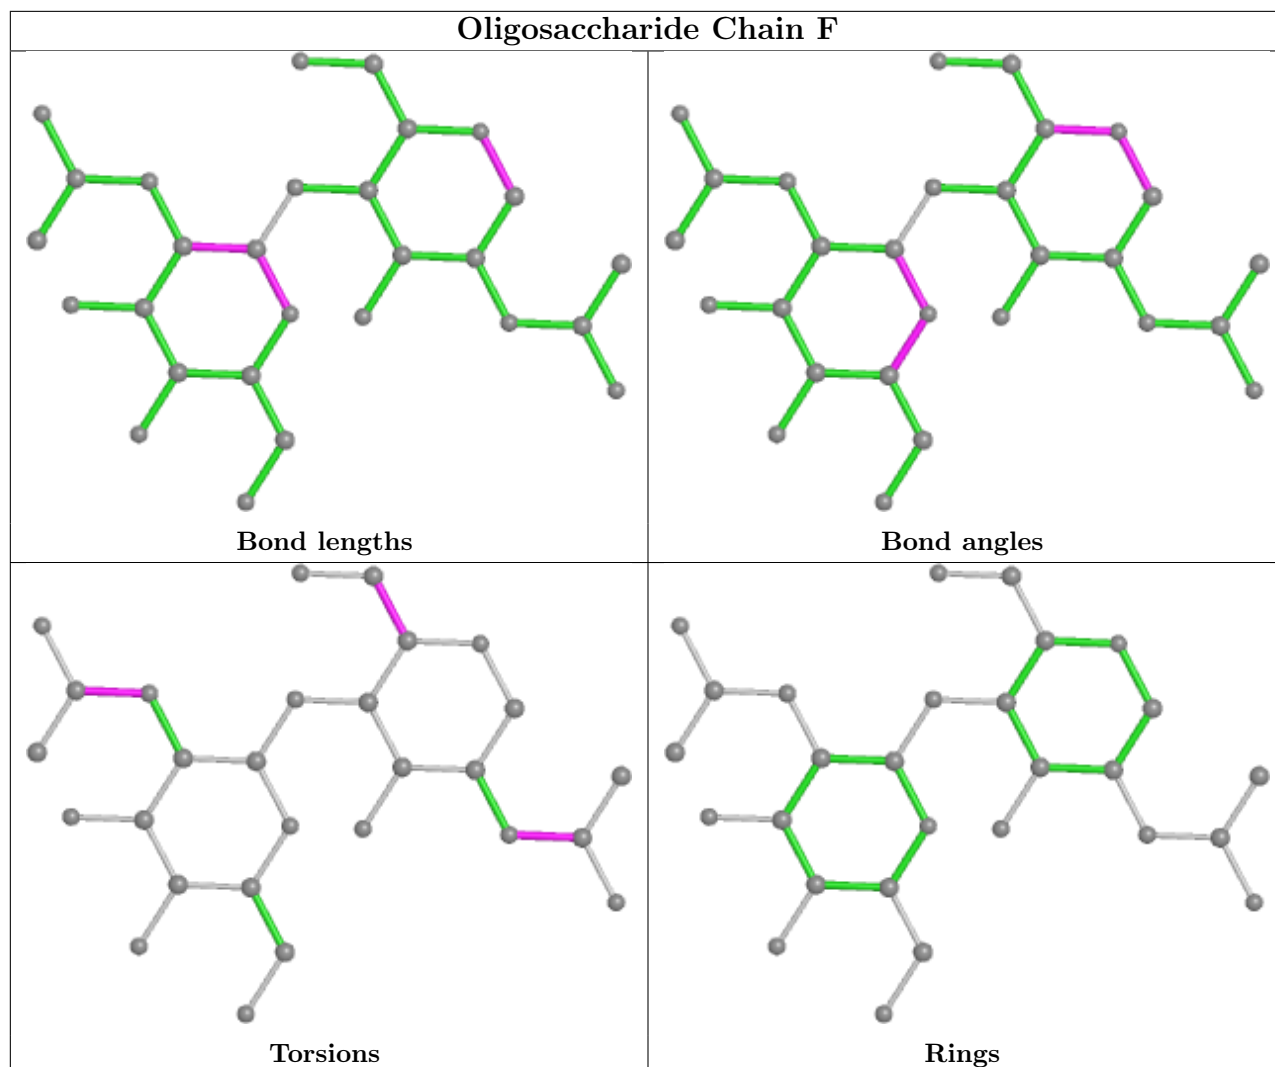 Oligosaccharide Chain F
Bond lengths
Bond angles
Torsions
Rings